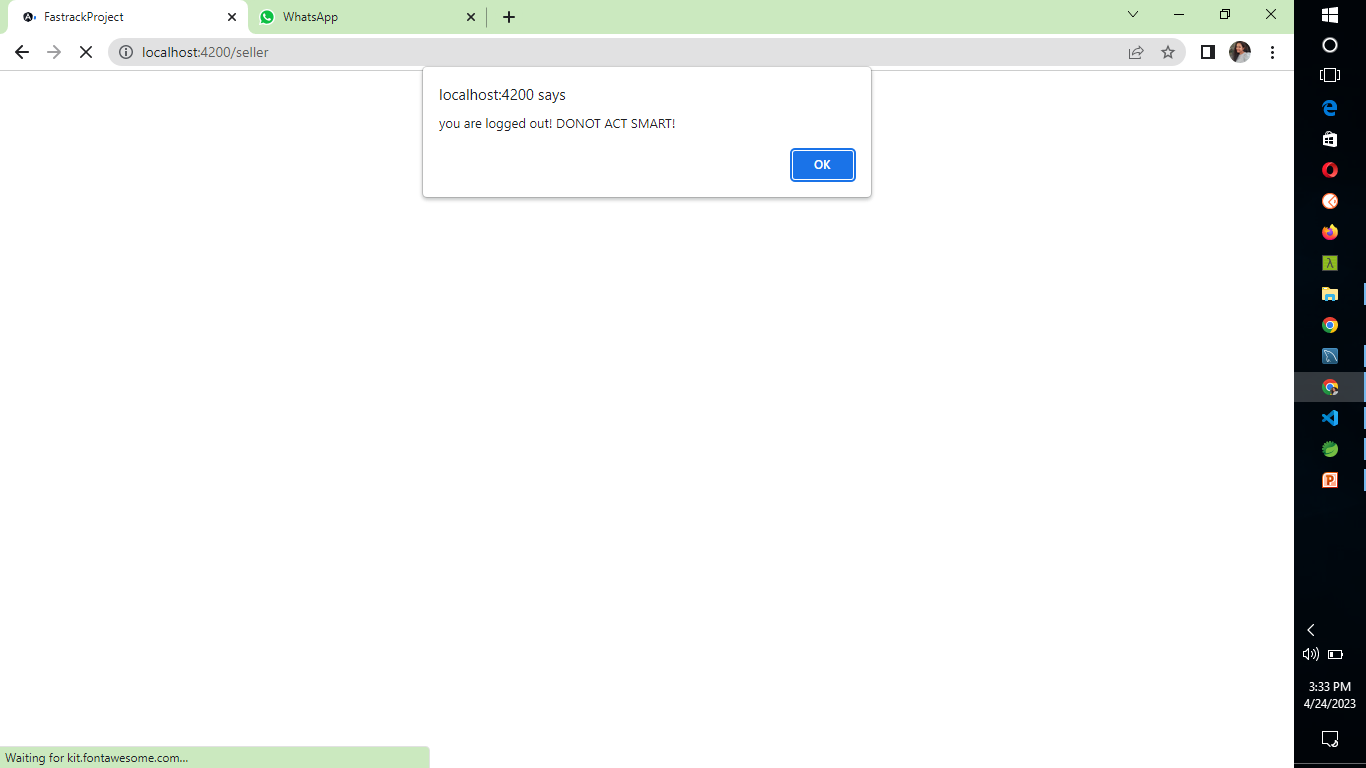 FastrackProject
WhatsApp
localhost:4200/seller
localhost:4200 says
you are logged out! DONOT ACT SMART!
OK
3:33 PM
4/24/2023
Waiting for kit.fontawesome.com...